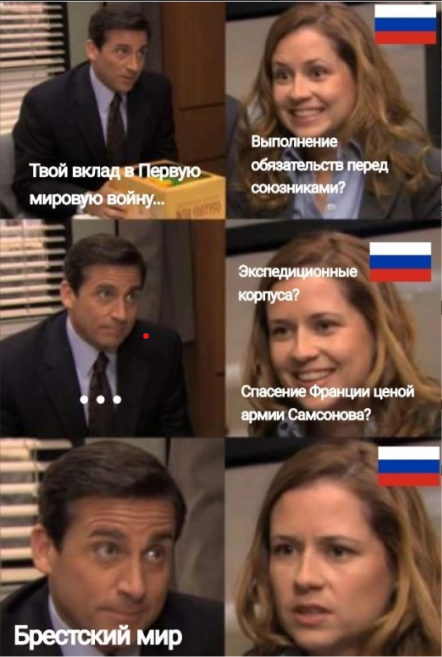 Твой вклад в Первую
мировую войну...
Выполнение
обязательств перед
союзниками?
...
Экспедиционные
корпуса?
Спасение Франции ценой
армии Самсонова?
Брестский мир